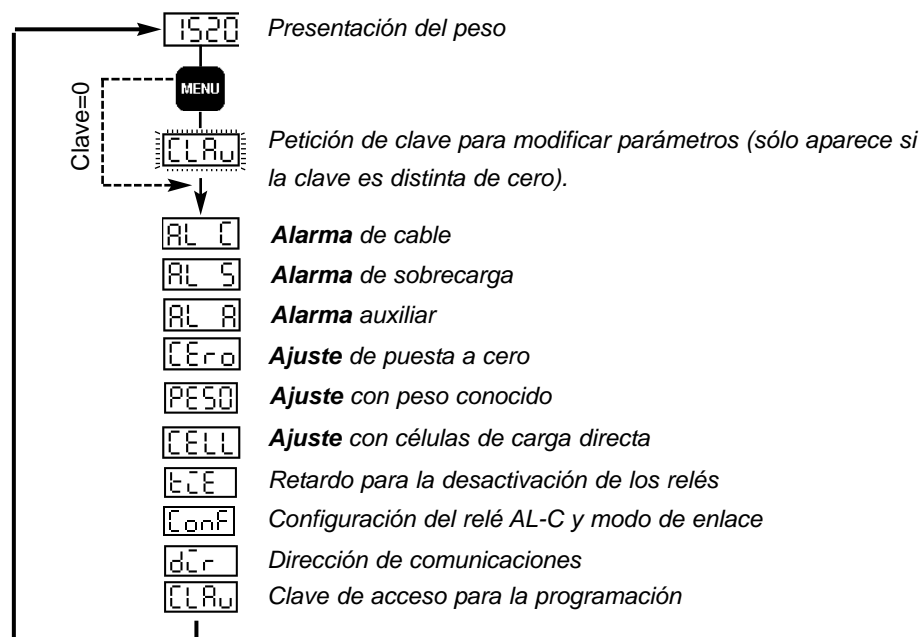 1520 Presentación del peso
MENU
Clave=0
CLAv Petición de clave para modificar parámetros (sólo aparece si
la clave es distinta de cero).
AL C Alarma de cable
AL S Alarma de sobrecarga
AL A Alarma auxiliar
CEro Ajuste de puesta a cero
PESO Ajuste con peso conocido
CELL Ajuste con células de carga directa
tIE Retardo para la desactivación de los relés
ConF Configuración del relé AL-C y modo de enlace
dir Dirección de comunicaciones
CLAv Clave de acceso para la programación